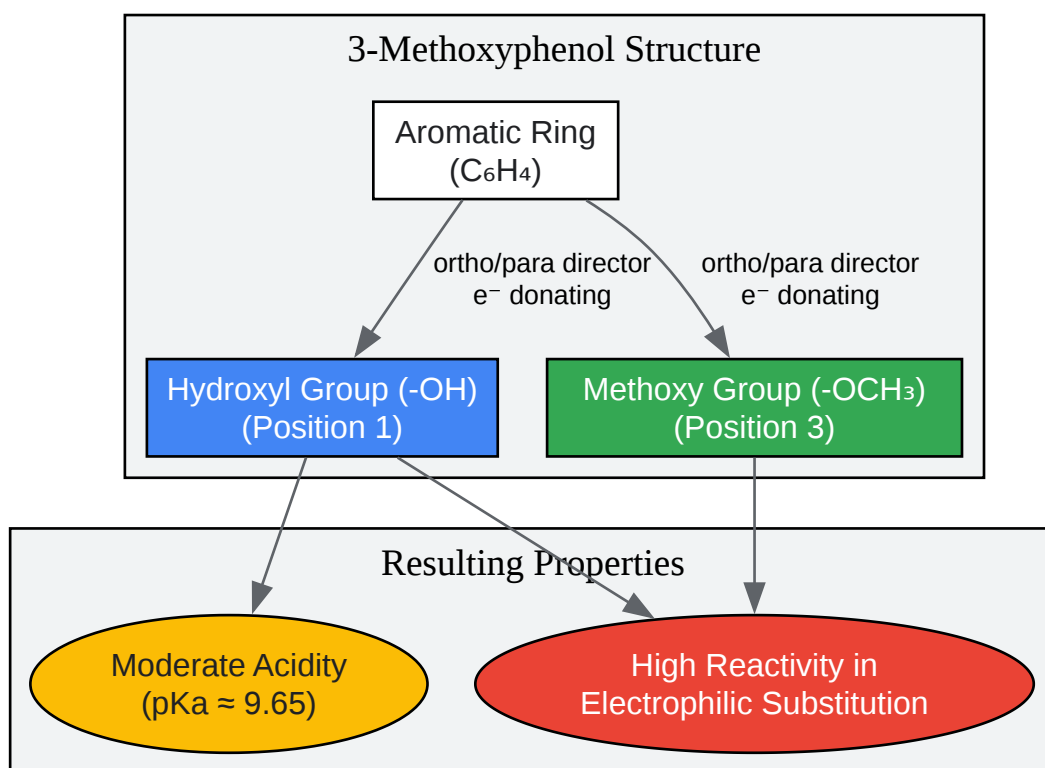 3-Methoxyphenol Structure
Aromatic Ring
(C₆H₄)
ortho/para director
e⁻ donating
ortho/para director
e⁻ donating
Hydroxyl Group (-OH)
(Position 1)
Methoxy Group (-OCH₃)
(Position 3)
Resulting Properties
Moderate Acidity
(pKa ≈ 9.65)
High Reactivity in
Electrophilic Substitution